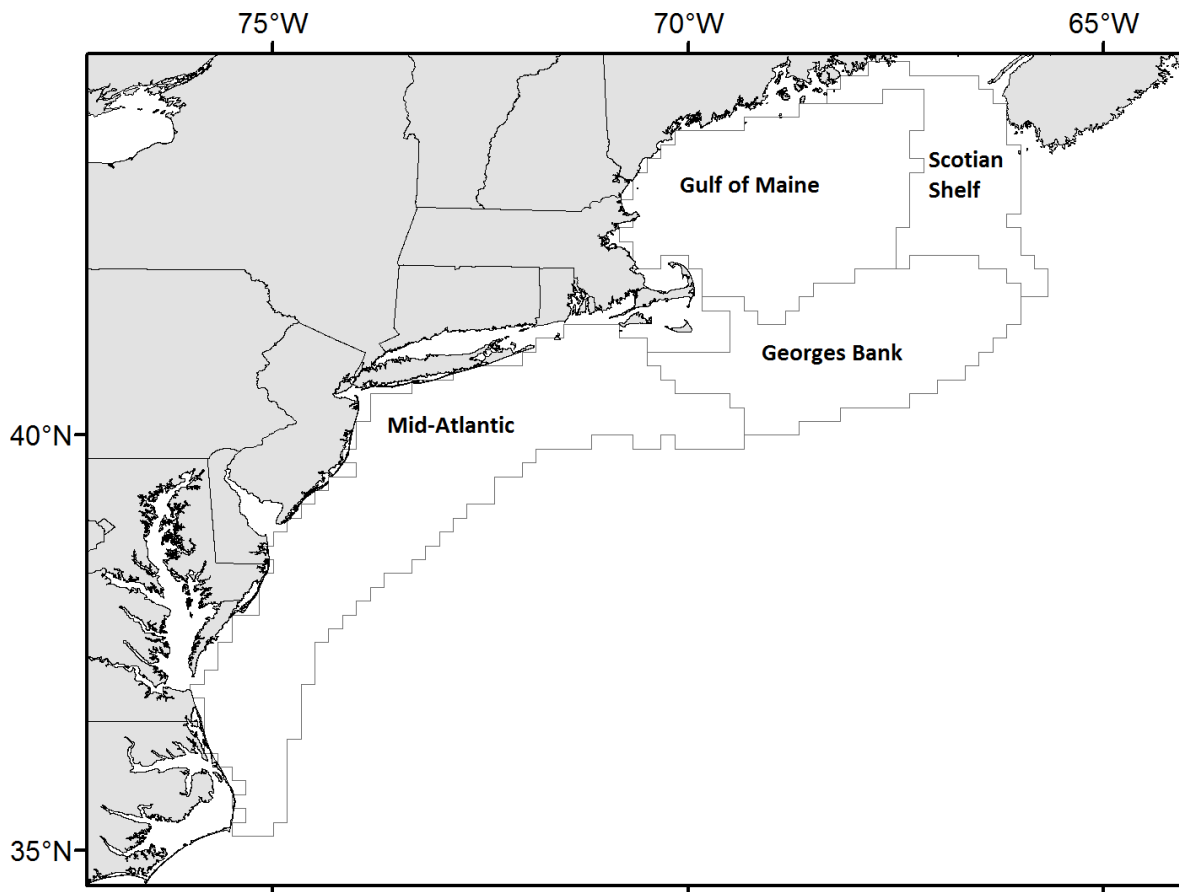 75°W
70°W
65°W
Scotian
Shelf
Gulf of Maine
Georges Bank
Mid-Atlantic
40°N
35°N